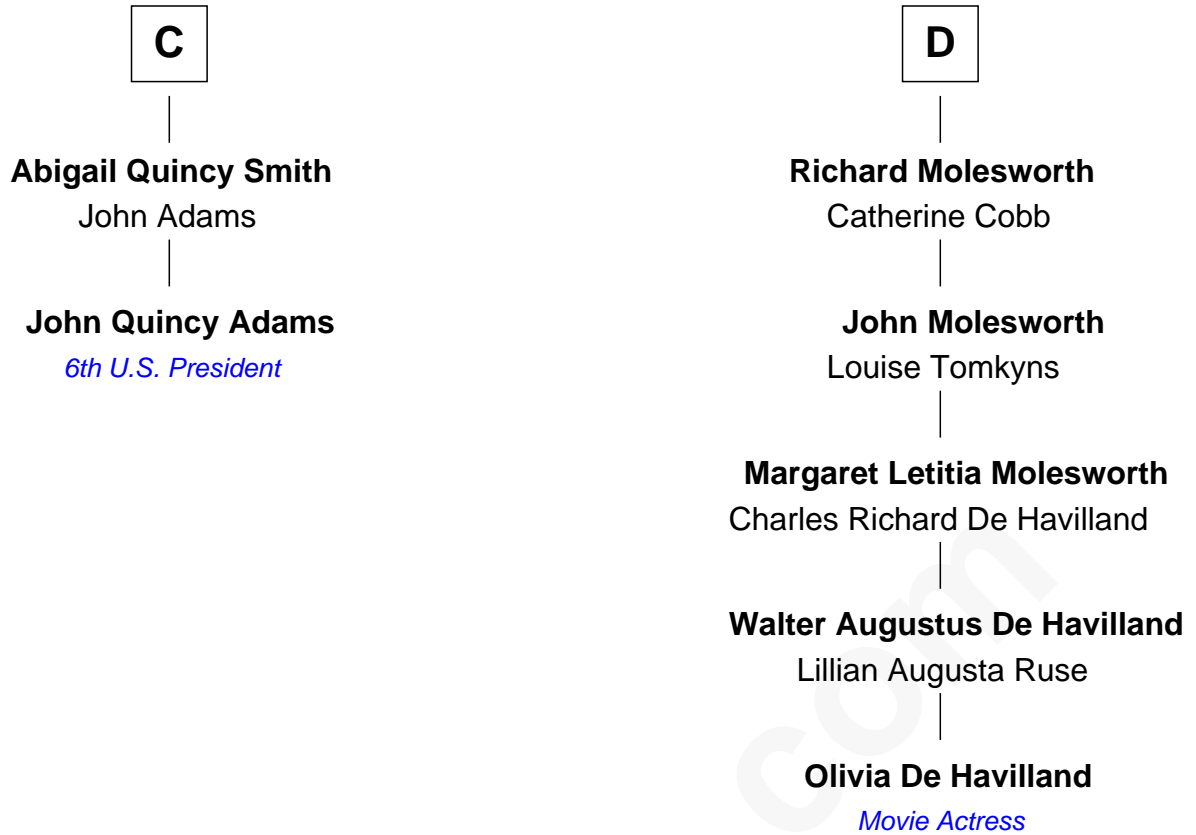 C
Abigail Quincy Smith
John Adams
John Quincy Adams
6th U.S. President
D
Richard Molesworth
Catherine Cobb
John Molesworth
Louise Tomkyns
Margaret Letitia Molesworth
Charles Richard De Havilland
Walter Augustus De Havilland
Lillian Augusta Ruse
Olivia De Havilland
Movie Actress
com